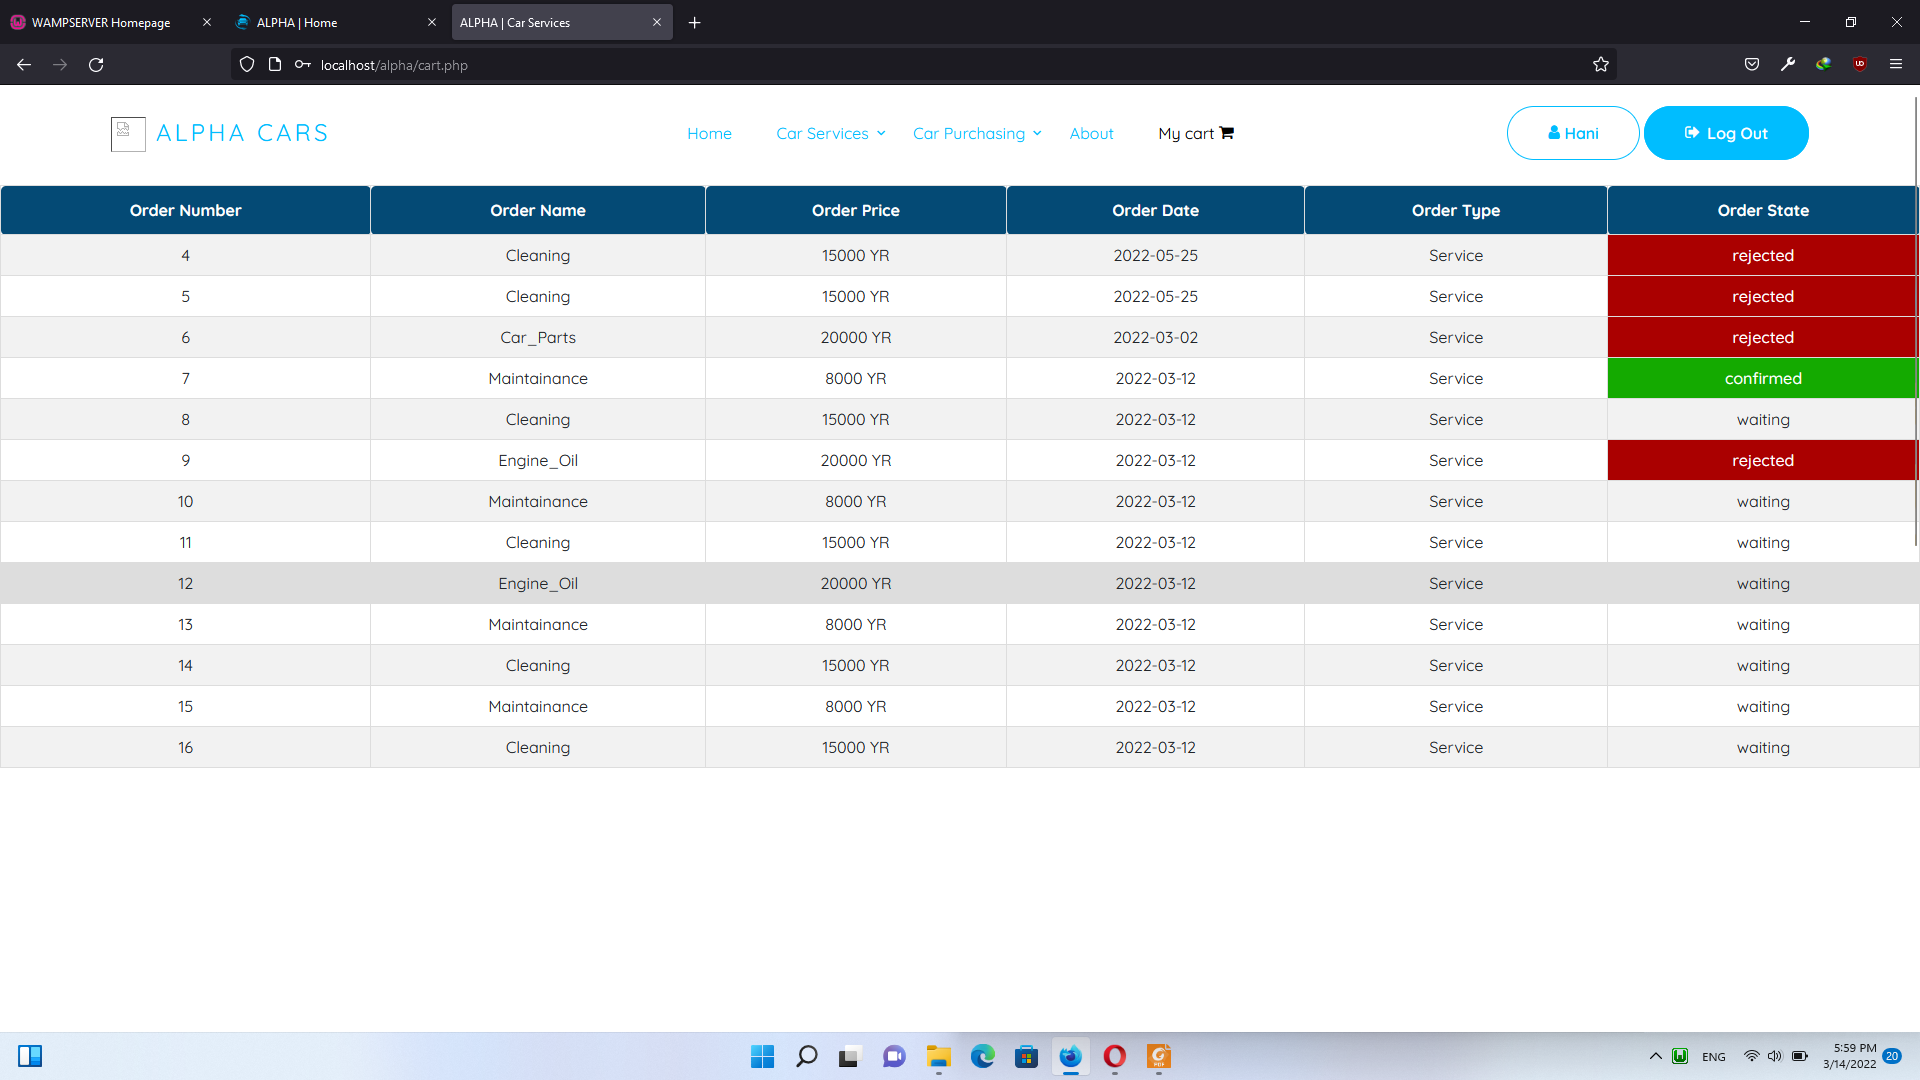 WAMPSERVER Homepage
ALPHA | Home
ALPHA | Car Services
localhost/alpha/cart.php
ALPHA CARS
Home
Car Services
Car Purchasing
About
My cart
Hani
Log Out
Order Number Order Name Order Price Order Date Order Type Order State
4 Cleaning 15000 YR 2022-05-25 Service rejected
5 Cleaning 15000 YR 2022-05-25 Service rejected
6 Car_Parts 20000 YR 2022-03-02 Service rejected
7 Maintainance 8000 YR 2022-03-12 Service confirmed
8 Cleaning 15000 YR 2022-03-12 Service waiting
9 Engine_Oil 20000 YR 2022-03-12 Service rejected
10 Maintainance 8000 YR 2022-03-12 Service waiting
11 Cleaning 15000 YR 2022-03-12 Service waiting
12 Engine_Oil 20000 YR 2022-03-12 Service waiting
13 Maintainance 8000 YR 2022-03-12 Service waiting
14 Cleaning 15000 YR 2022-03-12 Service waiting
15 Maintainance 8000 YR 2022-03-12 Service waiting
16 Cleaning 15000 YR 2022-03-12 Service waiting
ENG
5:59 PM
3/14/2022
20